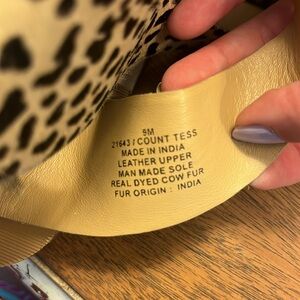 9M
21643 / COUNT TESS
MADE IN INDIA
LEATHER UPPER
MAN MADE SOLE
REAL DYED COW FUR
FUR ORIGIN : INDIA